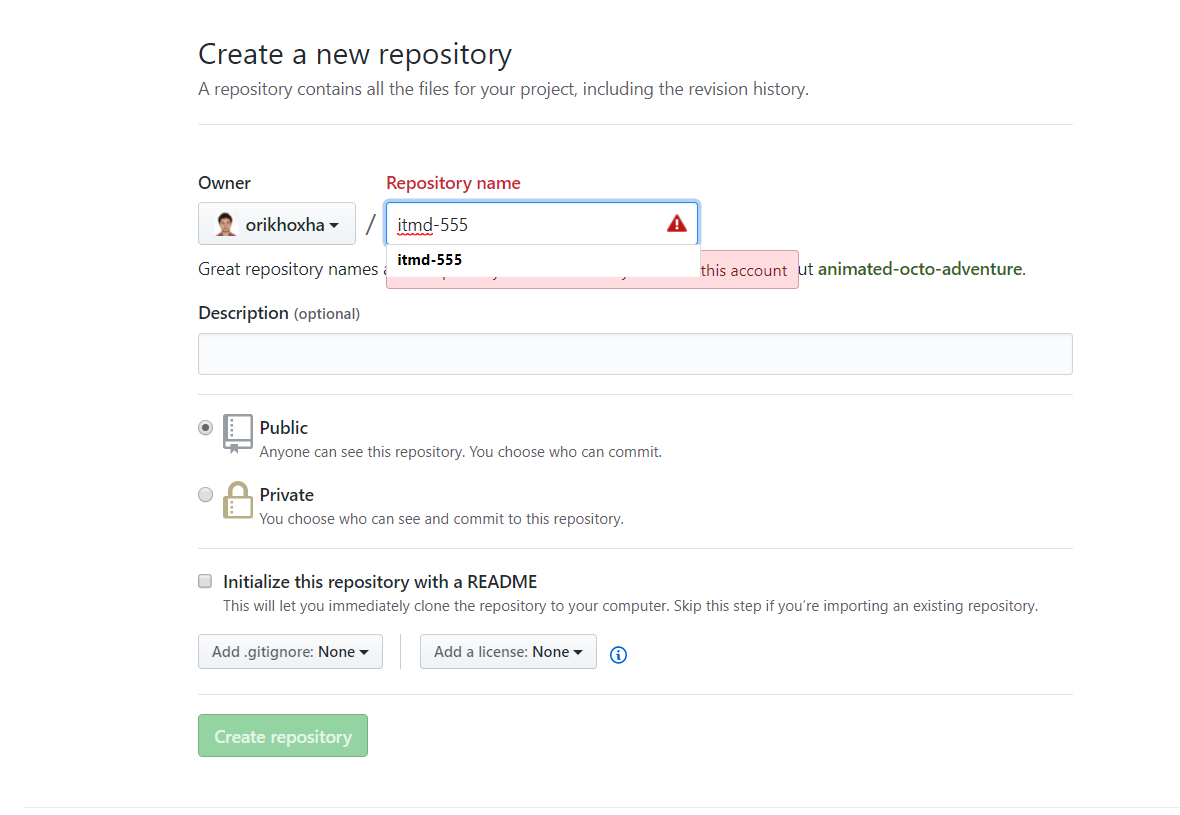 Create a new repository
A repository contains all the files for your project, including the revision history.
Owner
Repository name
orikhoxha
/
itmd-555
itmd-555
Great repository names
this account
ut animated-octo-adventure.
Description (optional)
Public
Anyone can see this repository. You choose who can commit.
Private
You choose who can see and commit to this repository.
Initialize this repository with a README
This will let you immediately clone the repository to your computer. Skip this step if you’re importing an existing repository.
Add .gitignore: None
Add a license: None
Create repository